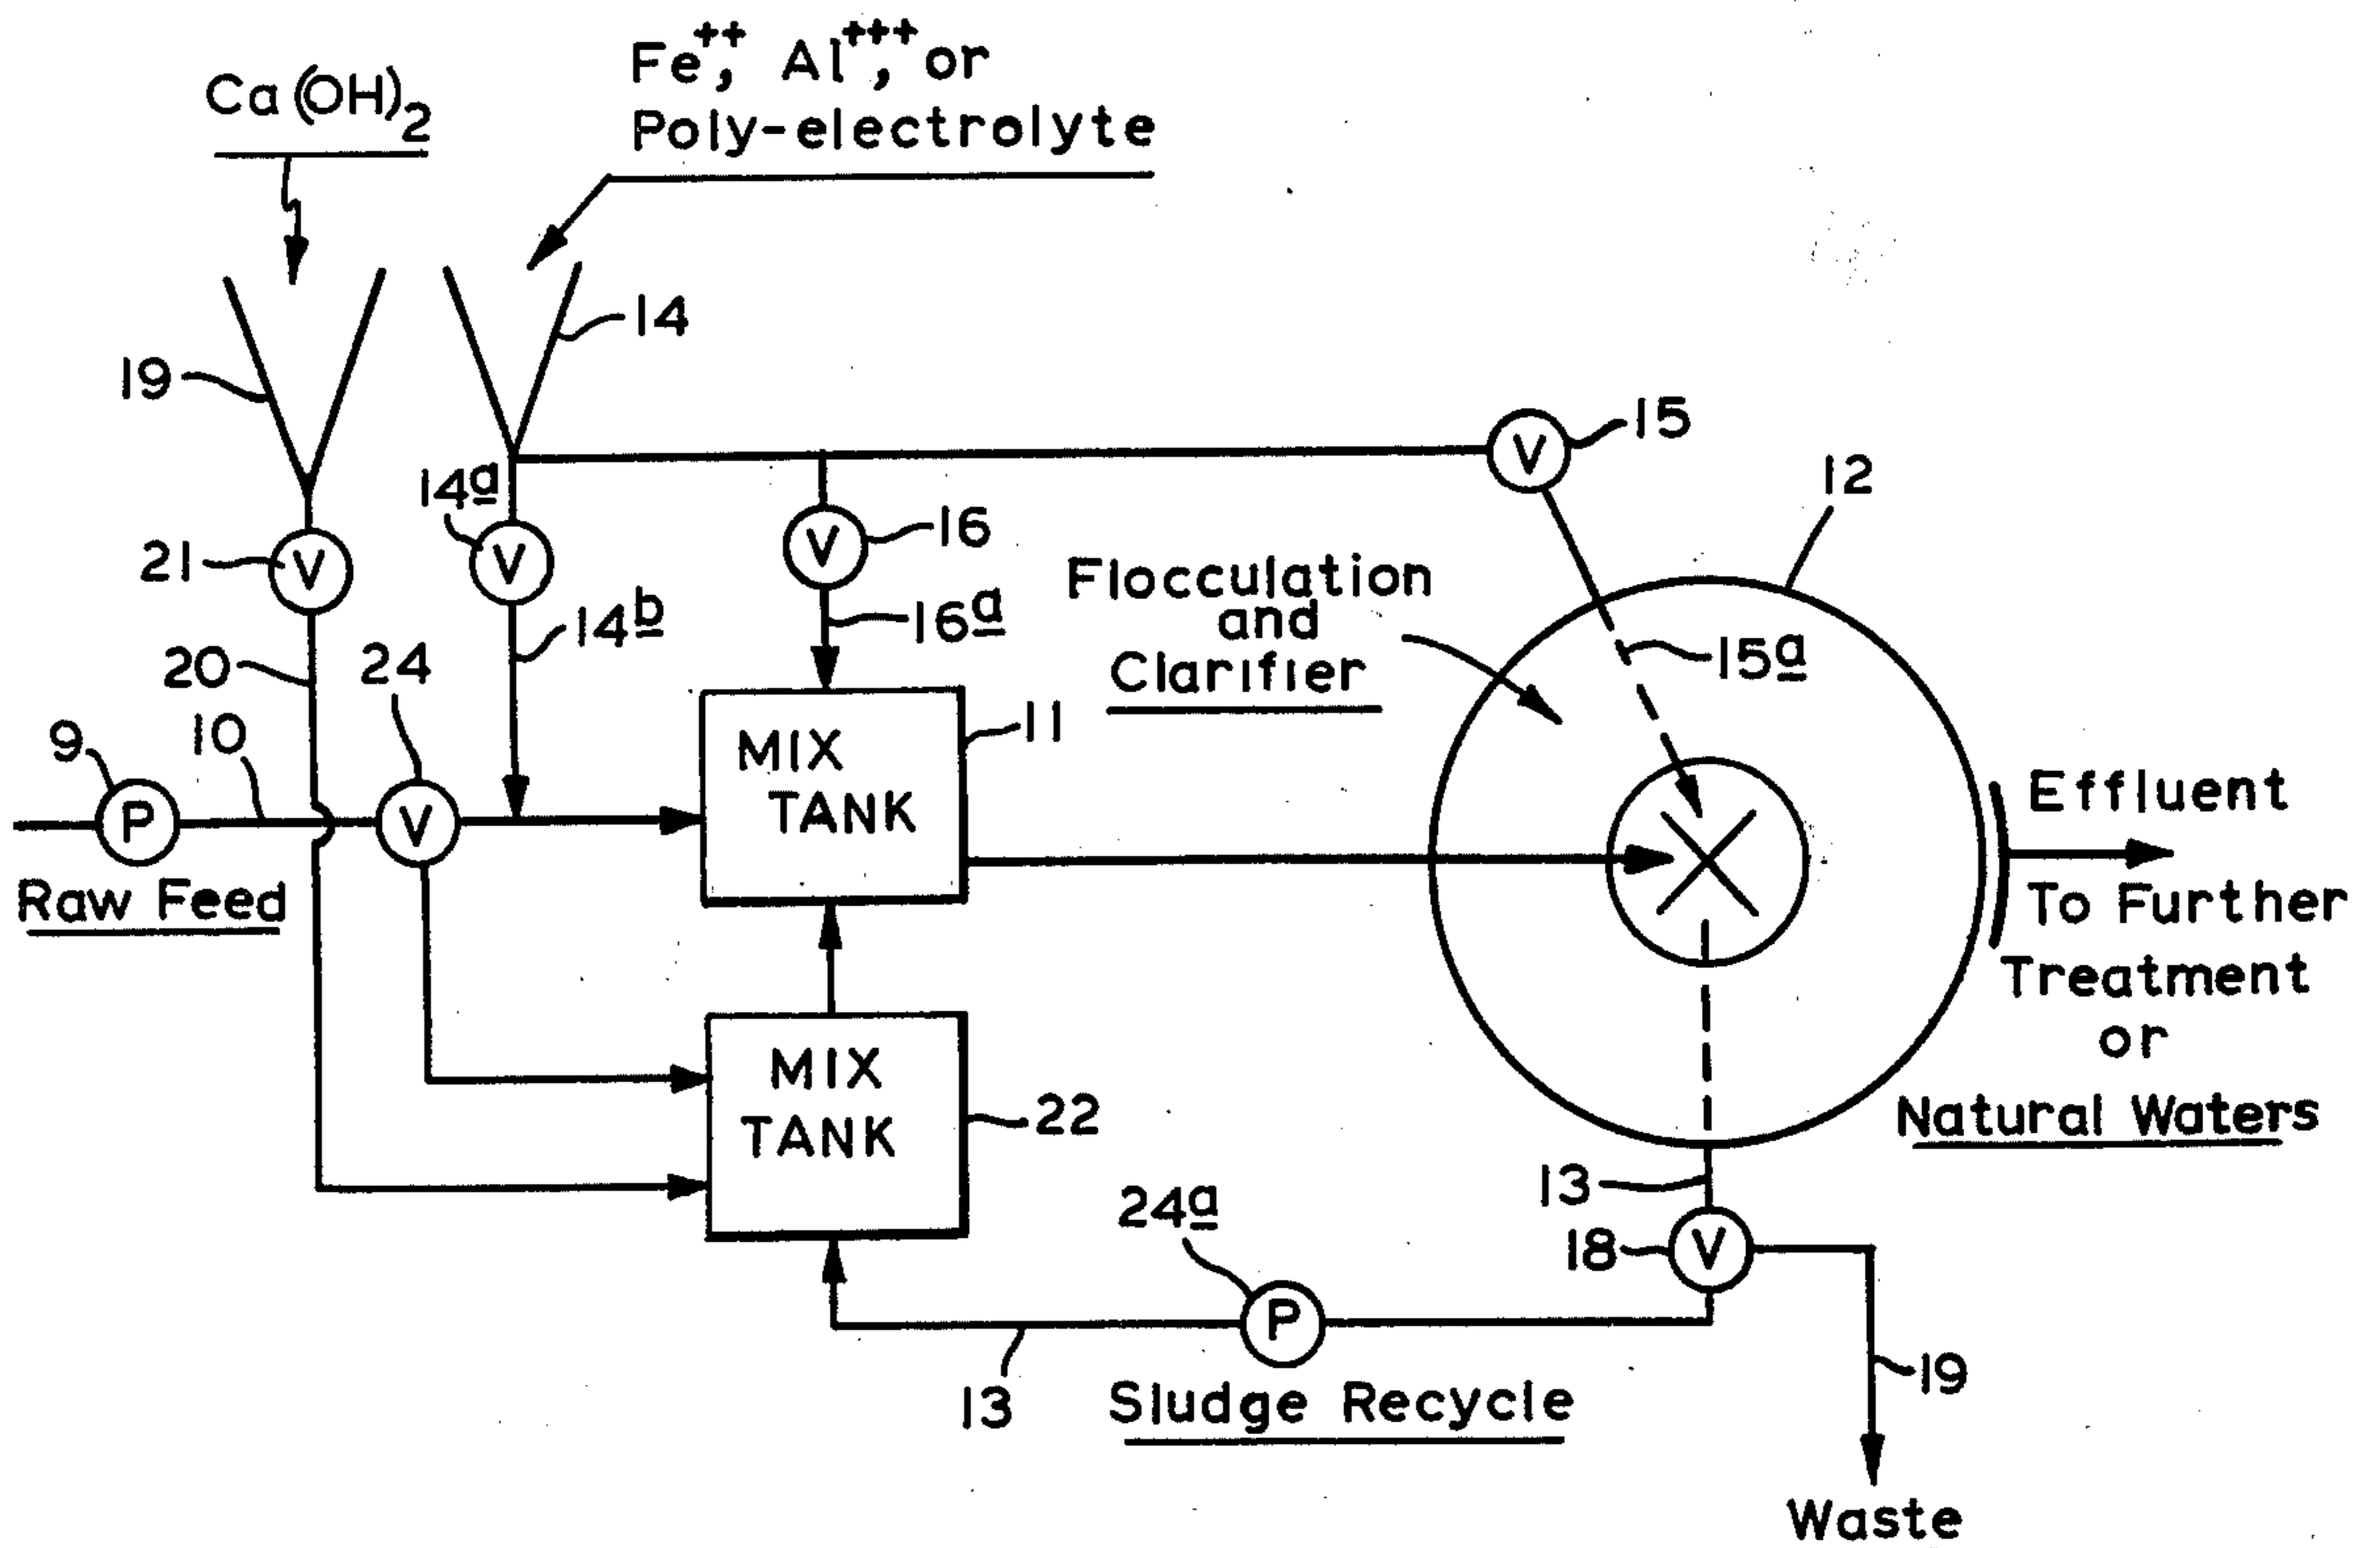 Ca(OH)2
Fe++, Al+++, or
Poly-electrolyte
14
19
15
12
14a
16
21
V
V
V
V
Flocculation
and
Clarifier
14b
16a
15a
20
24
9
10
11
MIX
TANK
P
V
Effluent
Raw Feed
To Further
Treatment
or
Natural Waters
MIX
TANK
22
13
24a
18
V
P
19
13
Sludge Recycle
Waste